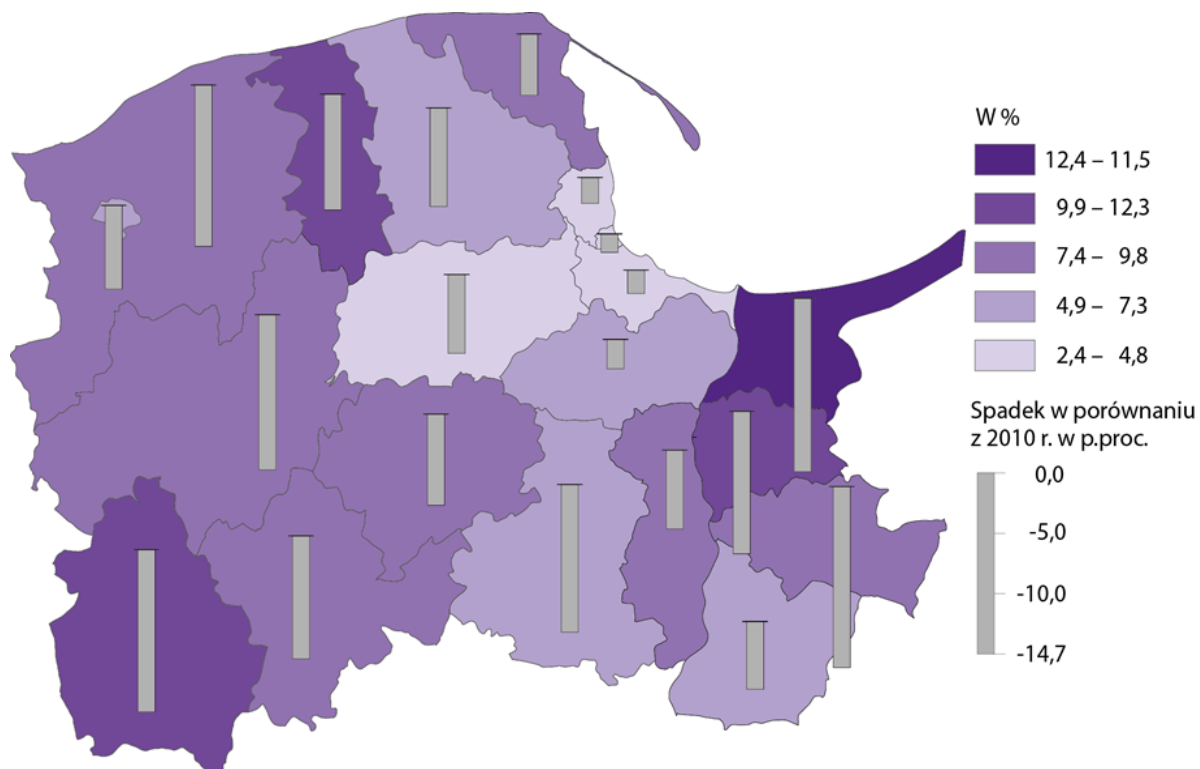 W %
12,4 – 11,5
9,9 – 12,3
7,4 – 9,8
4,9 – 7,3
2,4 – 4,8
Spadek w porównaniu
z 2010 r. w p.proc.
0,0
-5,0
-10,0
-14,7